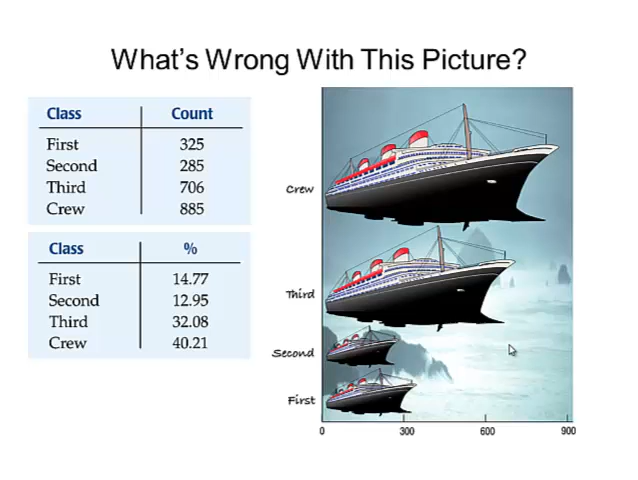 What's Wrong With This Picture?
Class Count
First 325
Second 285
Third 706
Crew 885
Class %
First 14.77
Second 12.95
Third 32.08
Crew 40.21
Crew
Third
Second
First
0 300 600 900